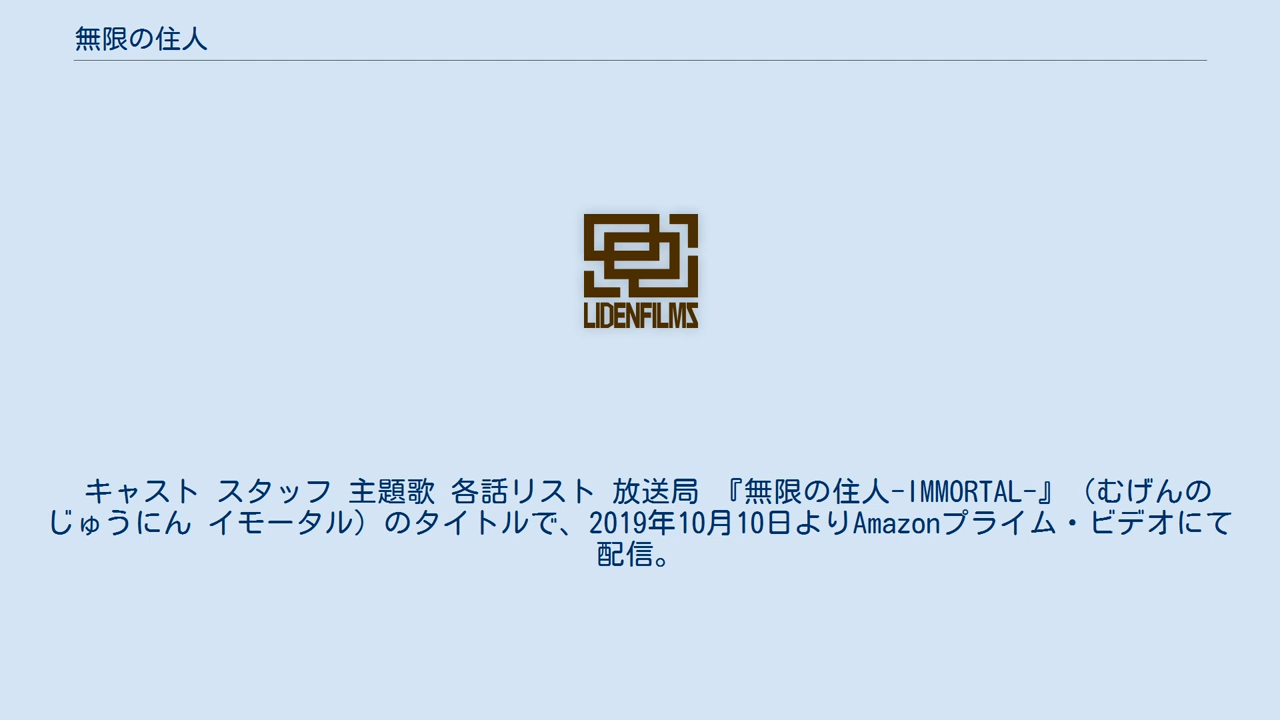 無限の住人
LIDENFILMS
キャスト スタッフ 主題歌 各話リスト 放送局 『無限の住人-IMMORTAL-』（むげんの
じゅうにん イモータル）のタイトルで、2019年10月10日よりAmazonプライム・ビデオにて
配信。